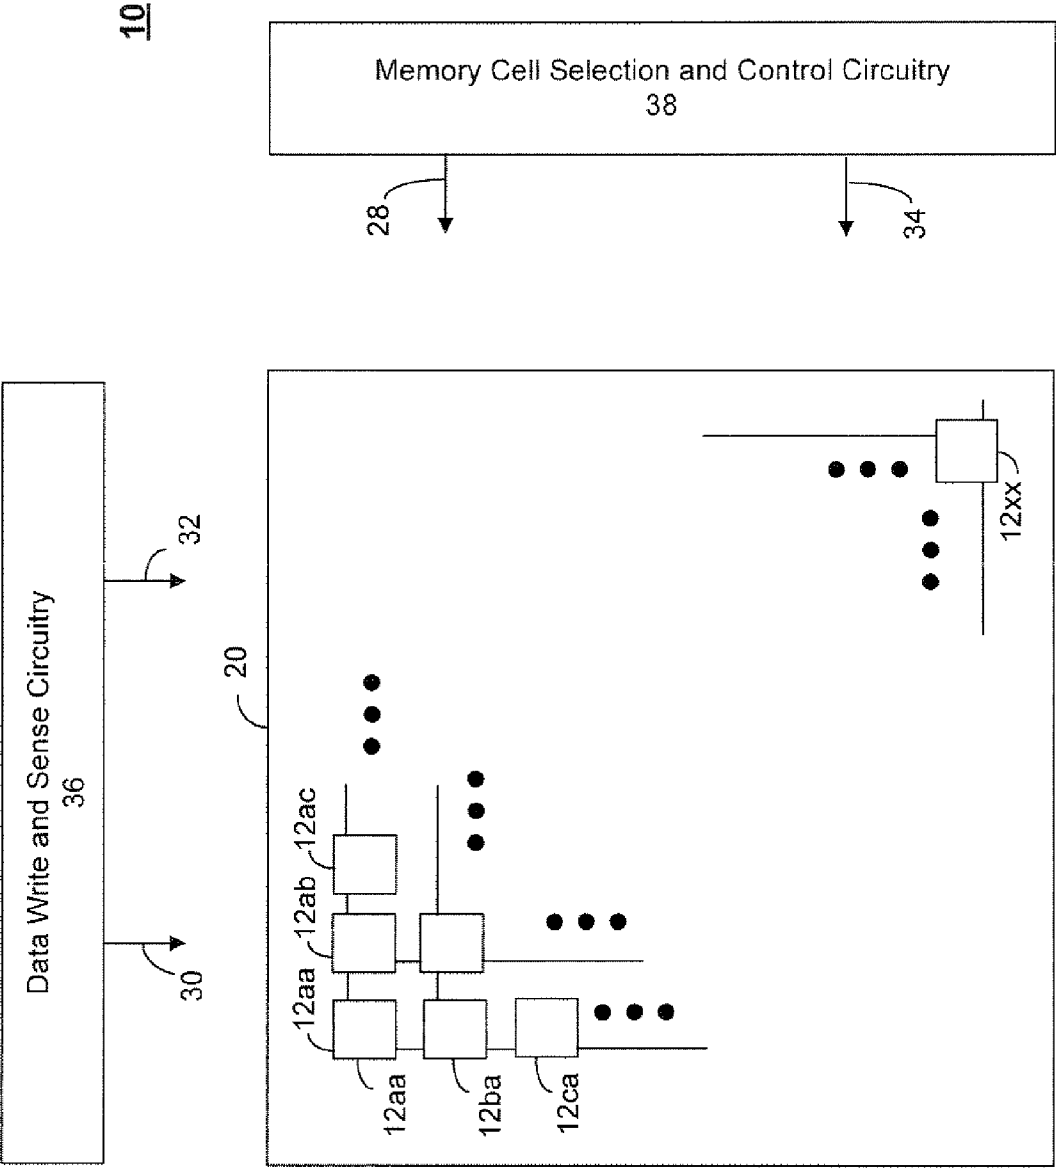 10
Memory Cell Selection and Control Circuitry
38
28
34
Data Write and Sense Circuitry
36
30
32
20
12aa
12ab
12ac
12aa
12ba
12ca
12xx